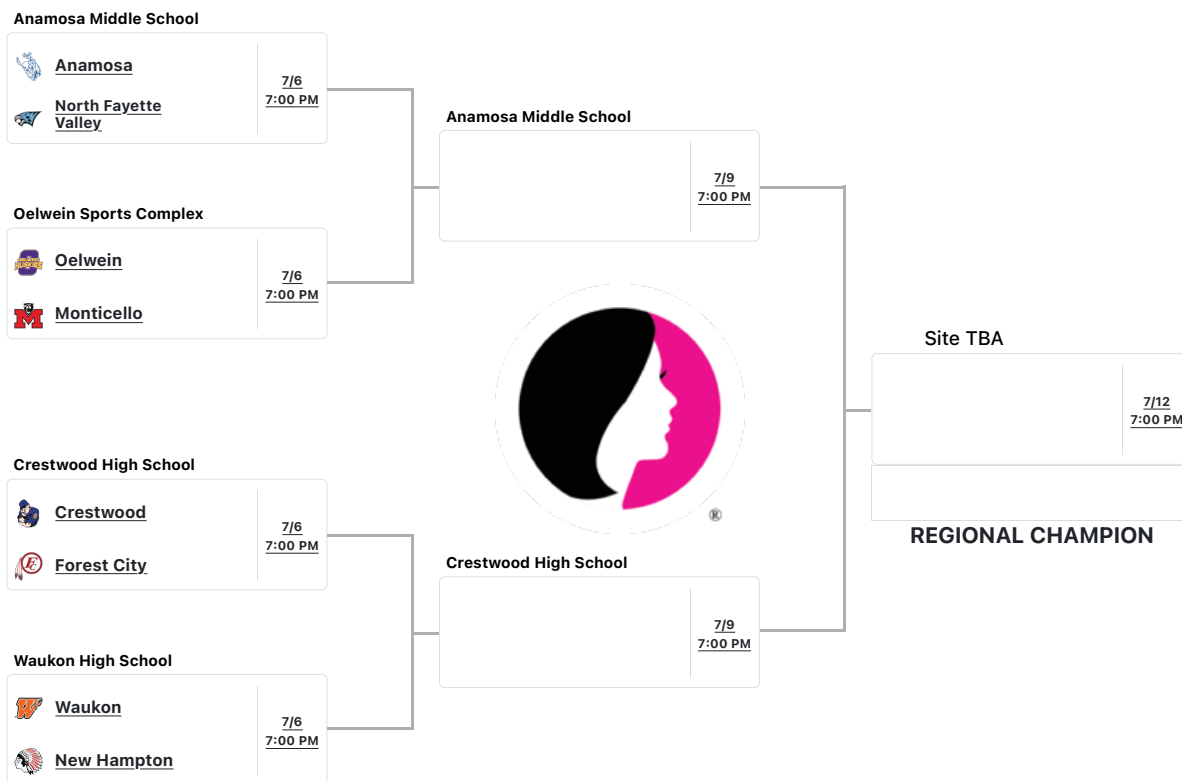 Anamosa Middle School
Anamosa
North Fayette
Valley
7/6
7:00 PM
Oelwein Sports Complex
Oelwein
Monticello
7/6
7:00 PM
Crestwood High School
Crestwood
Forest City
7/6
7:00 PM
Waukon High School
Waukon
New Hampton
7/6
7:00 PM
Anamosa Middle School
7/9
7:00 PM
®
Crestwood High School
7/9
7:00 PM
Site TBA
7/12
7:00 PM
REGIONAL CHAMPION